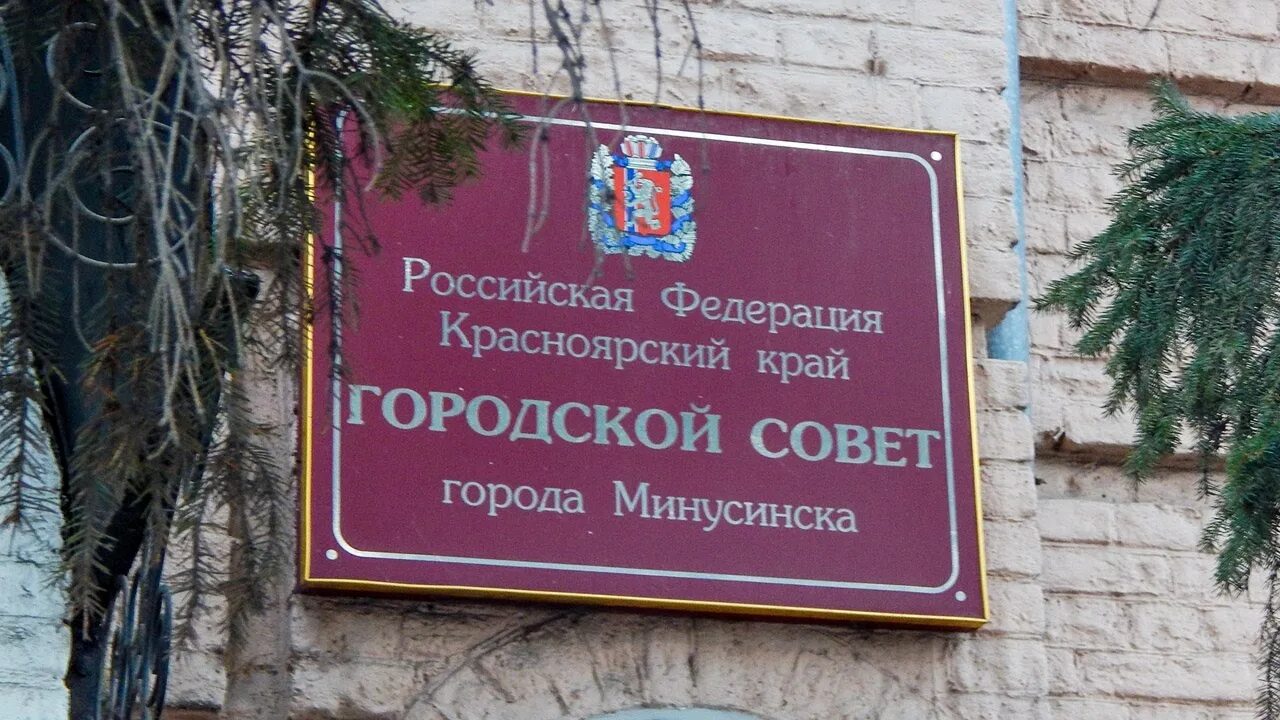 Российская Федерация
Красноярский край
ГОРОДСКОЙ СОВЕТ
города Минусинска